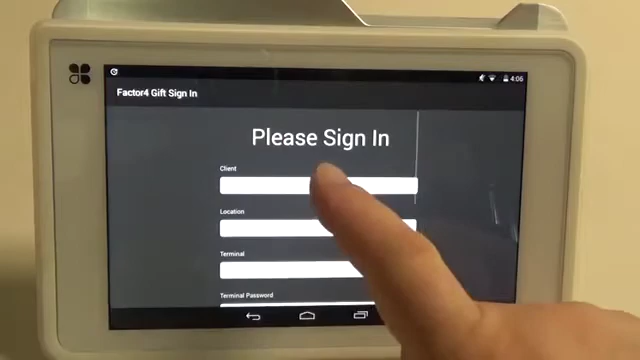 4:06
Factor4 Gift Sign In
Please Sign In
Client
Location
Terminal
Terminal Password